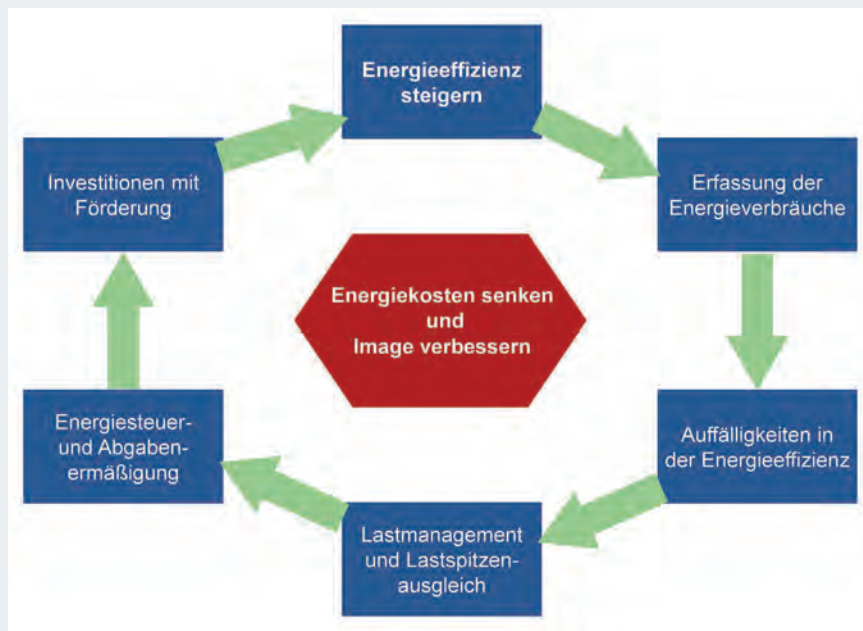 Energieeffizienz
steigern
Erfassung der
Energieverbräuche
Auffälligkeiten in
der Energieeffizienz
Lastmanagement
und Lastspitzen-
ausgleich
Energiesteuer-
und Abgaben-
ermäßigung
Investitionen mit
Förderung
Energiekosten senken
und
Image verbessern